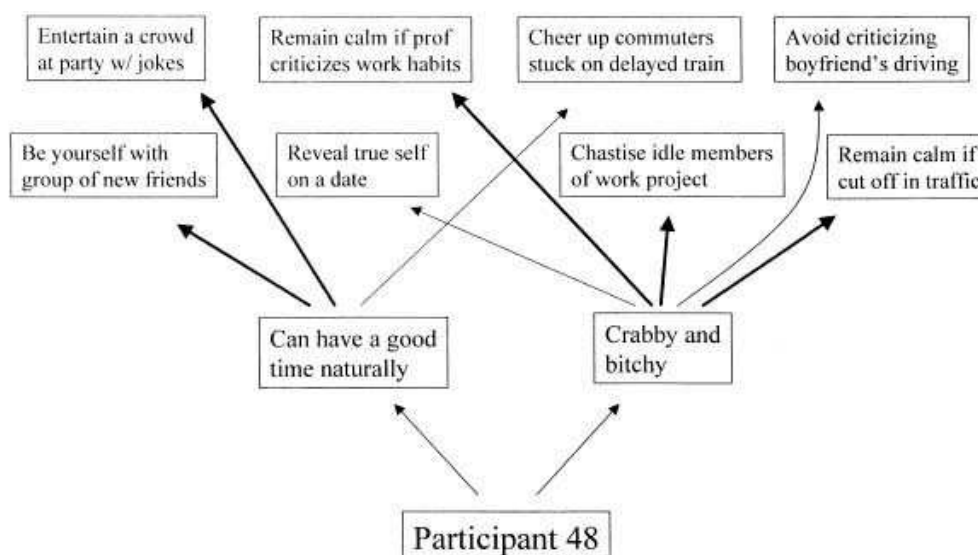 Entertain a crowd
at party w/ jokes
Remain calm if prof
criticizes work habits
Cheer up commuters
stuck on delayed train
Avoid criticizing
boyfriend's driving
Be yourself with
group of new friends
Reveal true self
on a date
Chastise idle members
of work project
Remain calm if
cut off in traffic
Can have a good
time naturally
Crabby and
bitchy
Participant 48